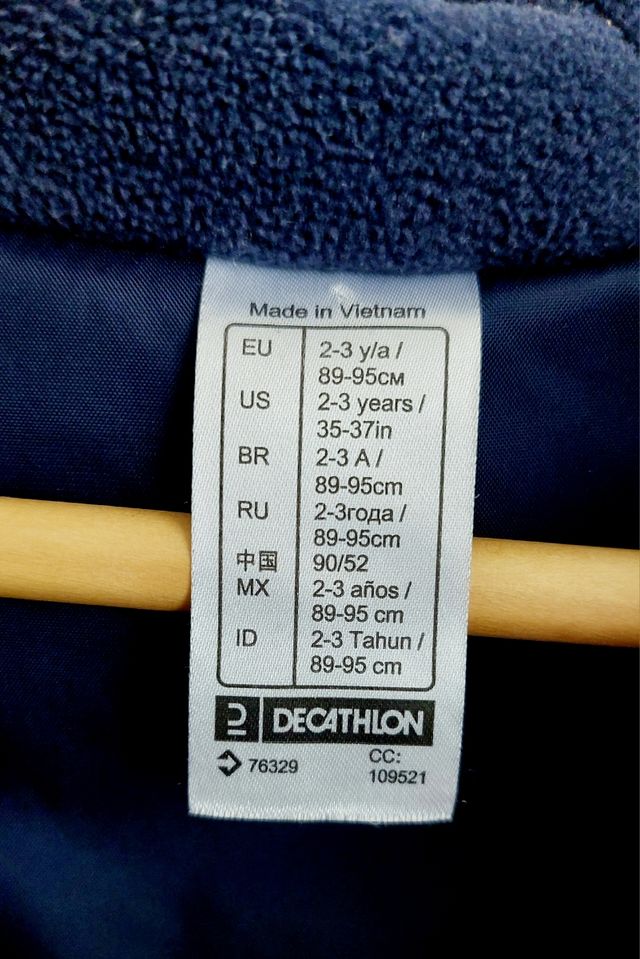 Made in Vietnam
EU 2-3 y/a /
89-95см
US 2-3 years /
35-37in
BR 2-3 A /
89-95cm
RU 2-3года /
89-95cm
中国 90/52
MX 2-3 años /
89-95 cm
ID 2-3 Tahun /
89-95 cm
DECATHLON
76329 CC:
109521